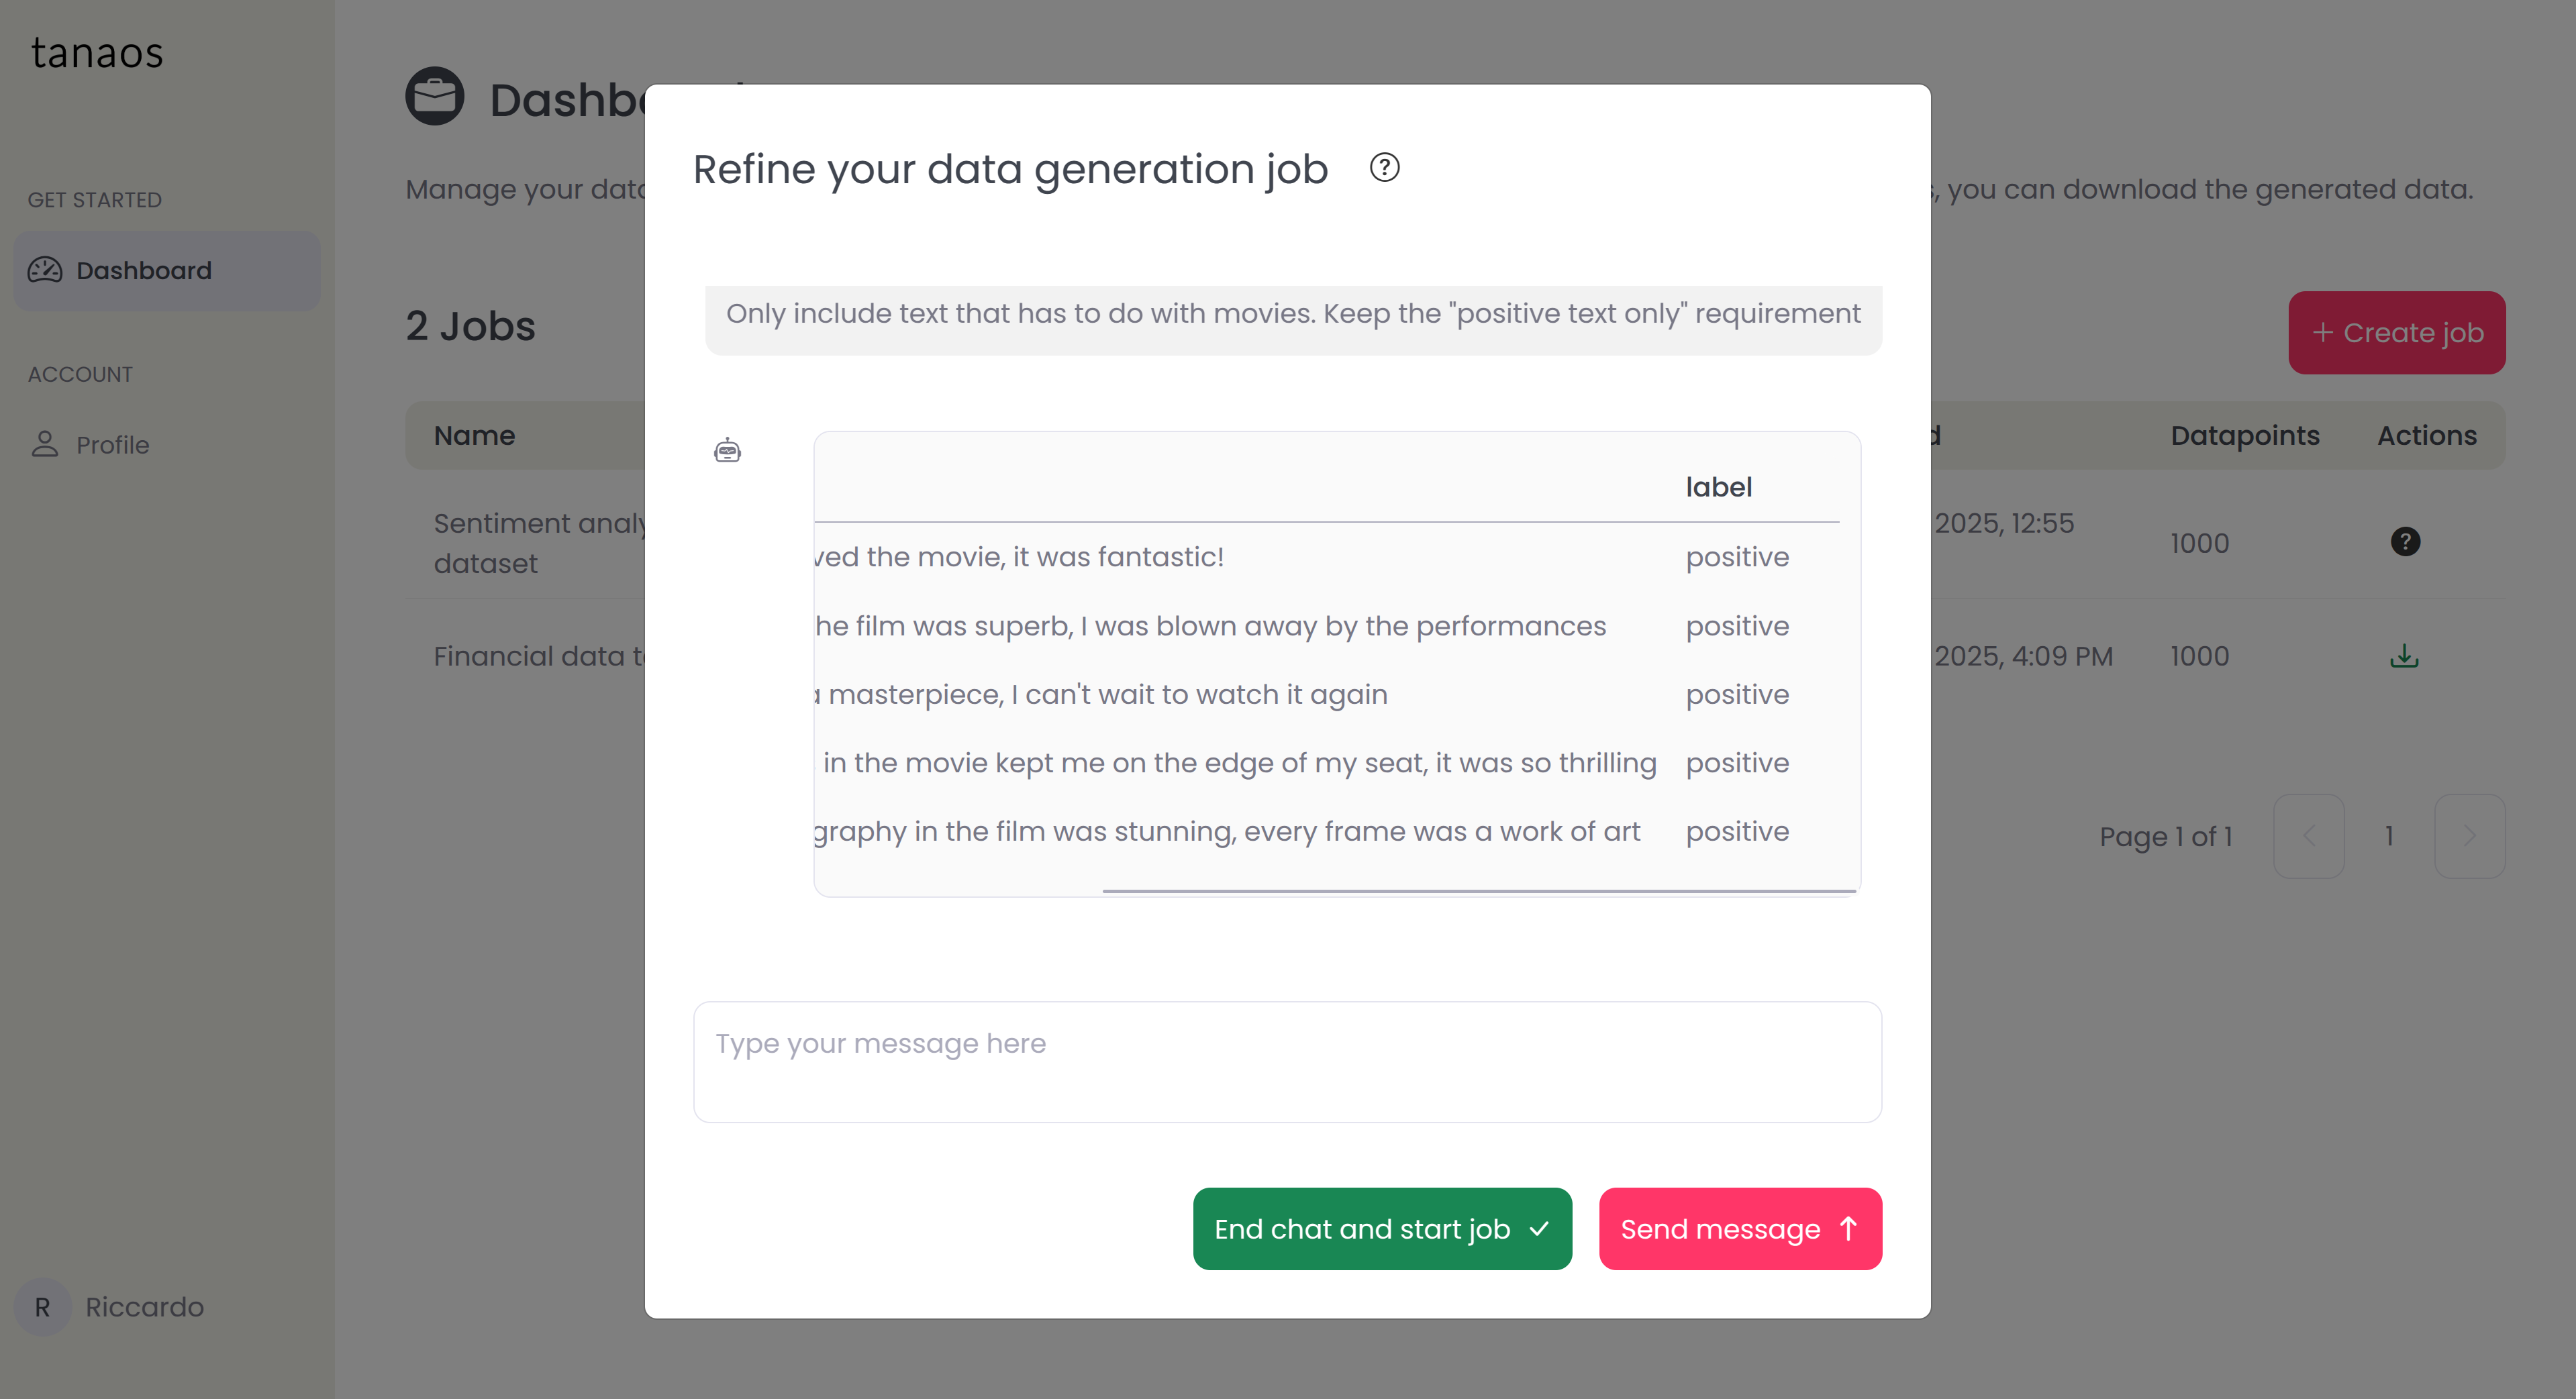 tanaos
GET STARTED
Dashboard
ACCOUNT
Profile
R Riccardo
Manage your
you can download the generated data.
2 Jobs
+ Create job
Name Datapoints Actions
Sentiment 2025, 12:55 1000
dataset
Financial data 2025, 4:09 PM 1000
Page 1 of 1 1
Refine your data generation job
Only include text that has to do with movies. Keep the "positive text only" requirement
label
the movie, it was fantastic! positive
film was superb, I was blown away by the performances positive
masterpiece, I can't wait to watch it again positive
in the movie kept me on the edge of my seat, it was so thrilling positive
in the film was stunning, every frame was a work of art positive
Type your message here
End chat and start job
Send message